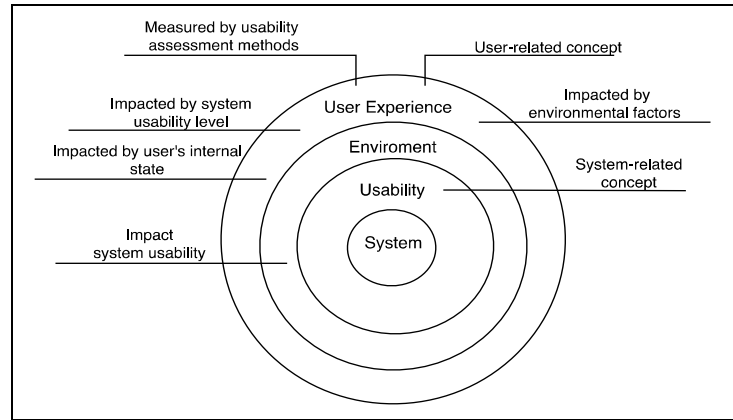 Measured by usability
assessment methods
User-related concept
User Experience
Impacted by system
usability level
Impacted by
environmental factors
Enviroment
Impacted by user's internal
state
System-related
concept
Usability
Impact
system usability
System